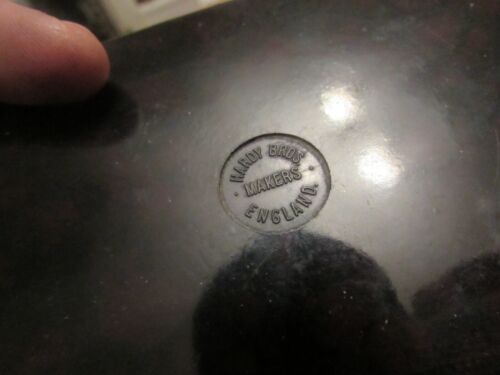 HARDY BROS.
· MAKERS ·
ENGLAND.